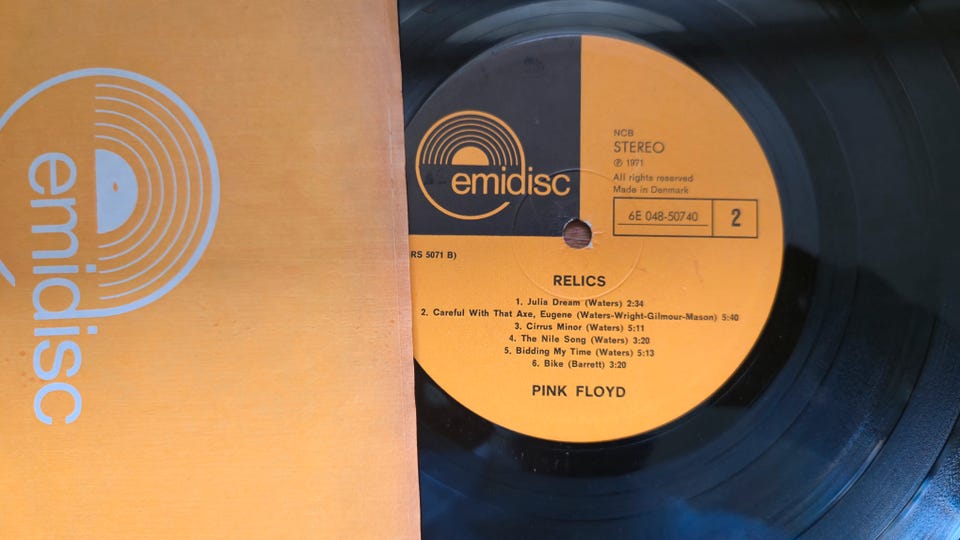 emidisc
emidisc
NCB
STEREO
℗ 1971
All rights reserved
Made in Denmark
6E 048-50740 2
RS 5071 B)
RELICS
1. Julia Dream (Waters) 2:34
2. Careful With That Axe, Eugene (Waters-Wright-Gilmour-Mason) 5:40
3. Cirrus Minor (Waters) 5:11
4. The Nile Song (Waters) 3:20
5. Bidding My Time (Waters) 5:13
6. Bike (Barrett) 3:20
PINK FLOYD